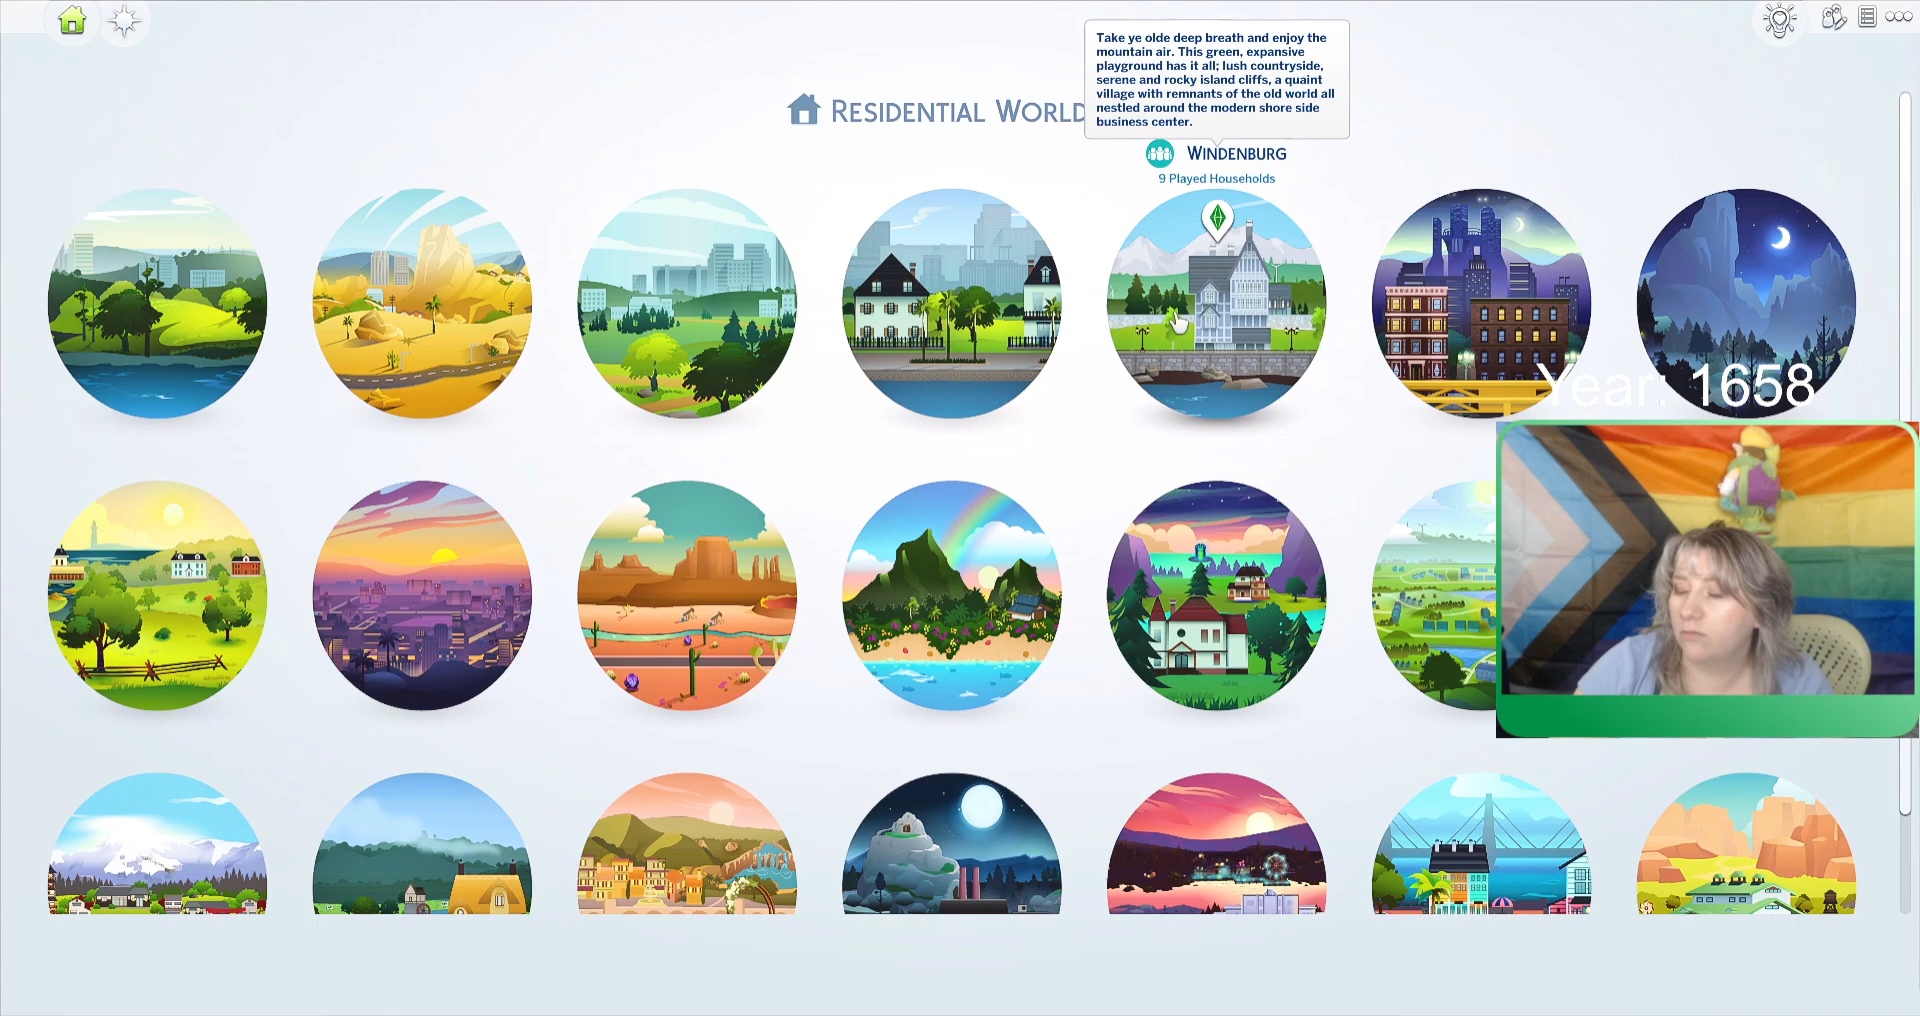 Take ye olde deep breath and enjoy the
mountain air. This green, expansive
playground has it all; lush countryside,
serene and rocky island cliffs, a quaint
village with remnants of the old world all
nestled around the modern shore side
business center.
RESIDENTIAL WORLD
WINDENBURG
9 Played Households
Year: 1658